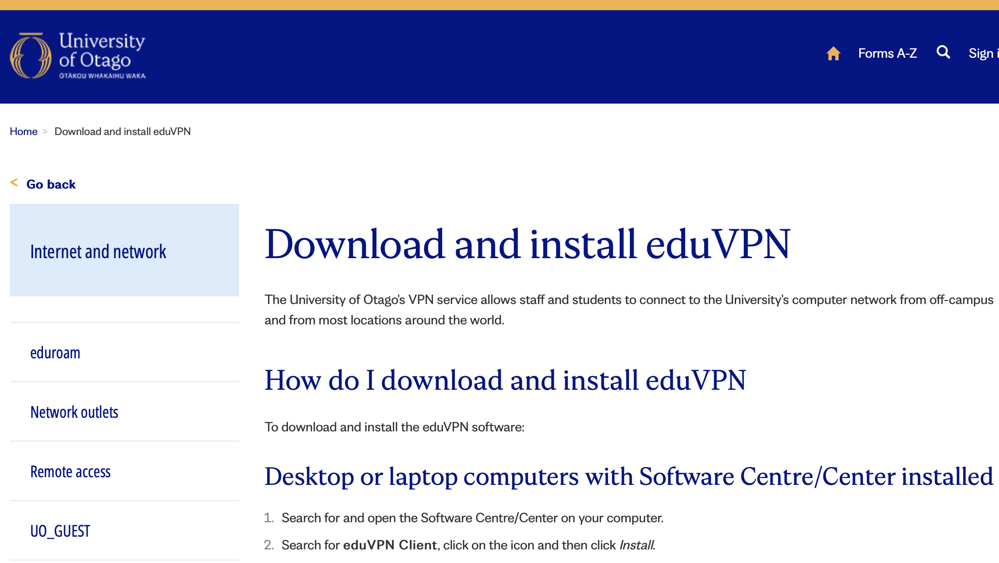 University
of Otago
ŌTĀKOU WHAKAIHU WAKA
Forms A-Z
Sign i
Home > Download and install eduVPN
< Go back
Internet and network
eduroam
Network outlets
Remote access
UO_GUEST
Download and install eduVPN
The University of Otago's VPN service allows staff and students to connect to the University's computer network from off-campus
and from most locations around the world.
How do I download and install eduVPN
To download and install the eduVPN software:
Desktop or laptop computers with Software Centre/Center installed
1. Search for and open the Software Centre/Center on your computer.
2. Search for eduVPN Client, click on the icon and then click Install.